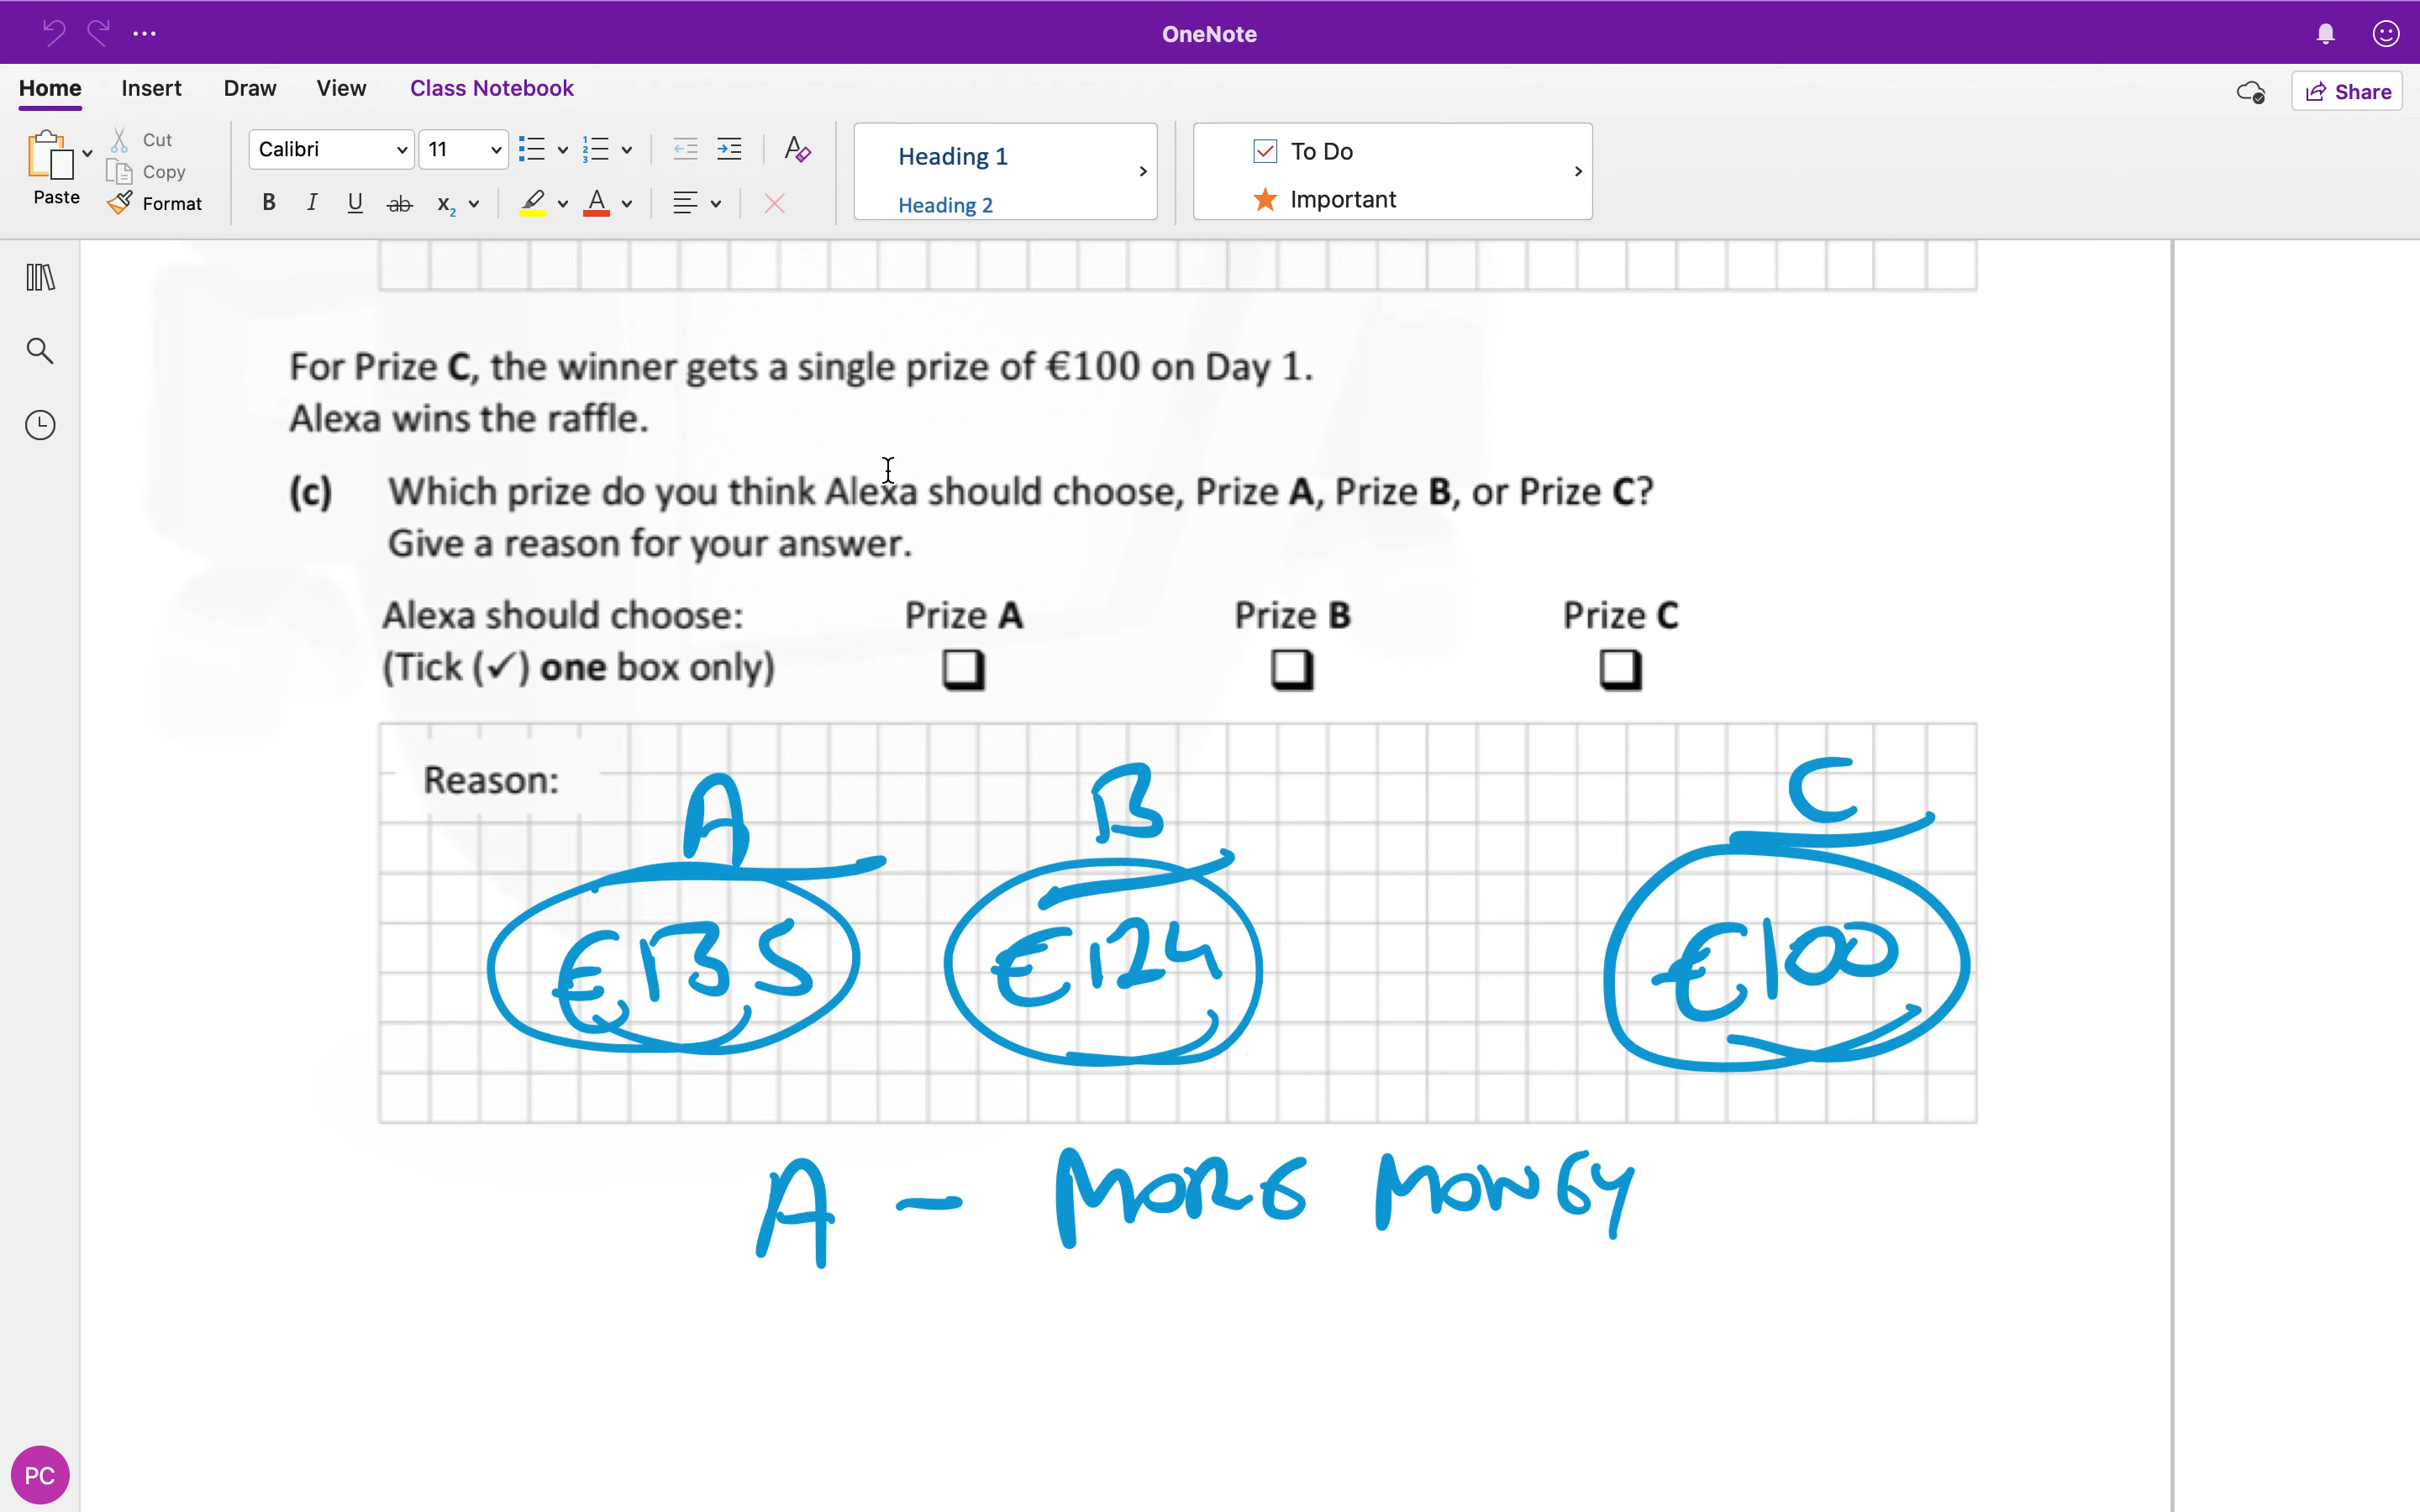 OneNote
Home Insert Draw View Class Notebook Share
Paste Cut Copy Format
Calibri 11
B I U ab x2 A
Heading 1
Heading 2
To Do
Important
For Prize C, the winner gets a single prize of €100 on Day 1.
Alexa wins the raffle.
(c) Which prize do you think Alexa should choose, Prize A, Prize B, or Prize C?
Give a reason for your answer.
Alexa should choose: Prize A Prize B Prize C
(Tick (✓) one box only)
Reason:
A B C
€135 €124 €100
A - MORE MONEY
PC